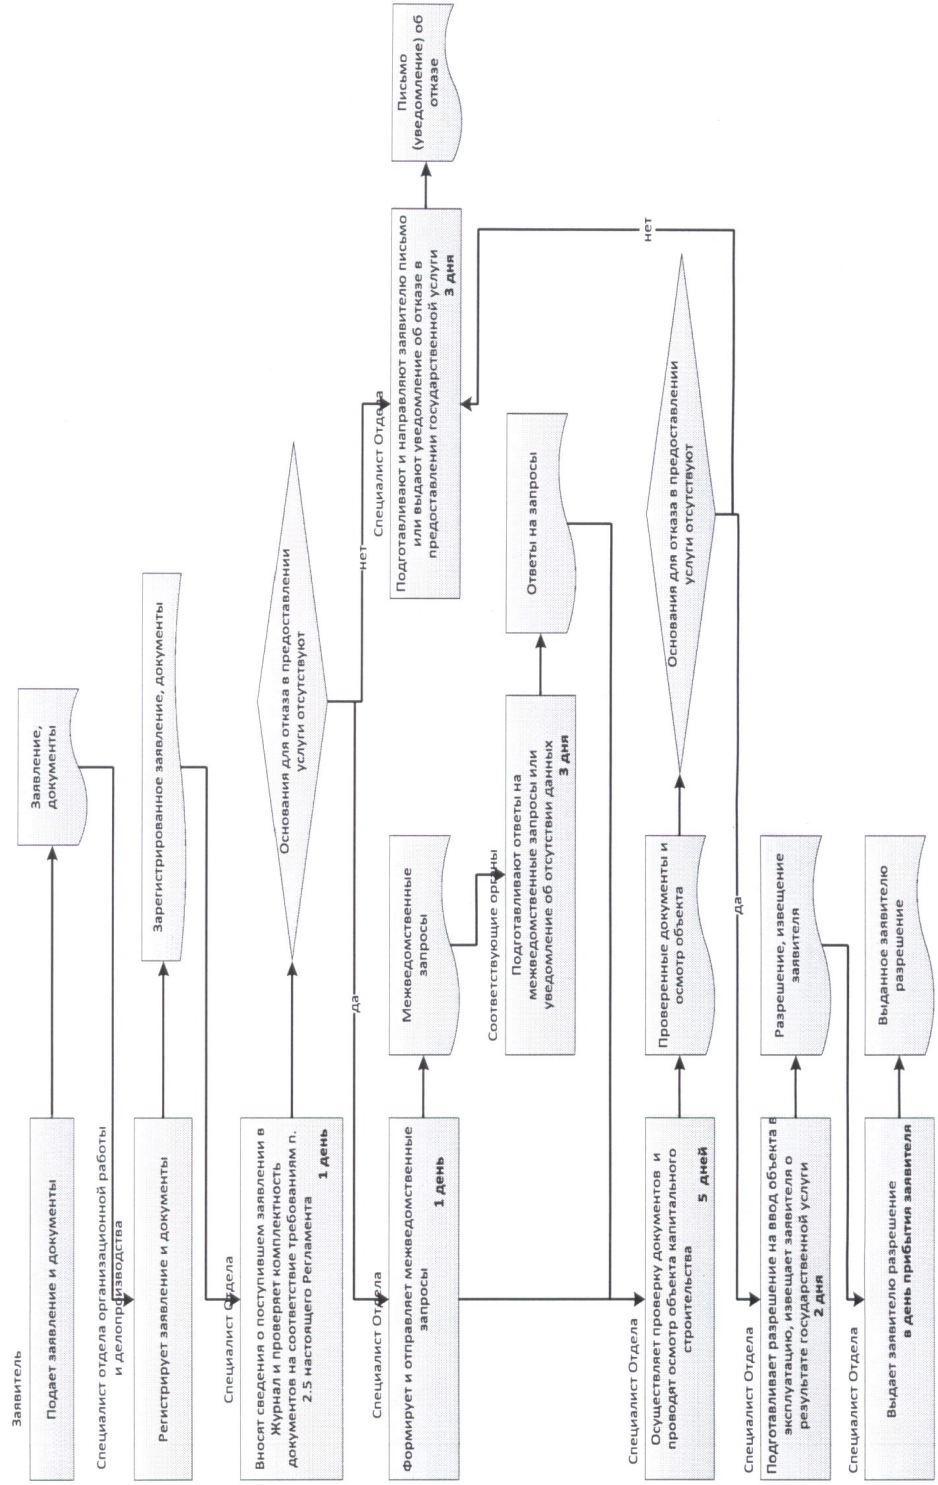 Заявитель
Подает заявление и документы
Заявление,
документы
Специалист отдела организационной работы
и делопроизводства
Регистрирует заявление и документы
Зарегистрированное заявление, документы
Специалист Отдела
Вносят сведения о поступившем заявлении в
Журнал и проверяет комплектность
документов на соответствие требованиям п.
2.5 настоящего Регламента
1 день
Основания для отказа в предоставлении
услуги отсутствуют
да
нет
Специалист Отдела
Подготавливают и направляют заявителю письмо
или выдают уведомление об отказе в
предоставлении государственной услуги
3 дня
Письмо
(уведомление) об
отказе
Специалист Отдела
Формирует и отправляет межведомственные
запросы
1 день
Межведомственные
запросы
Соответствующие органы
Подготавливают ответы на
межведомственные запросы или
уведомление об отсутствии данных
3 дня
Ответы на запросы
Специалист Отдела
Осуществляет проверку документов и
проводят осмотр объекта капитального
строительства
5 дней
Проверенные документы и
осмотр объекта
Основания для отказа в предоставлении
услуги отсутствуют
нет
да
Специалист Отдела
Подготавливает разрешение на ввод объекта в
эксплуатацию, извещает заявителя о
результате государственной услуги
2 дня
Разрешение, извещение
заявителя
Специалист Отдела
Выдает заявителю разрешение
в день прибытия заявителя
Выданное заявителю
разрешение